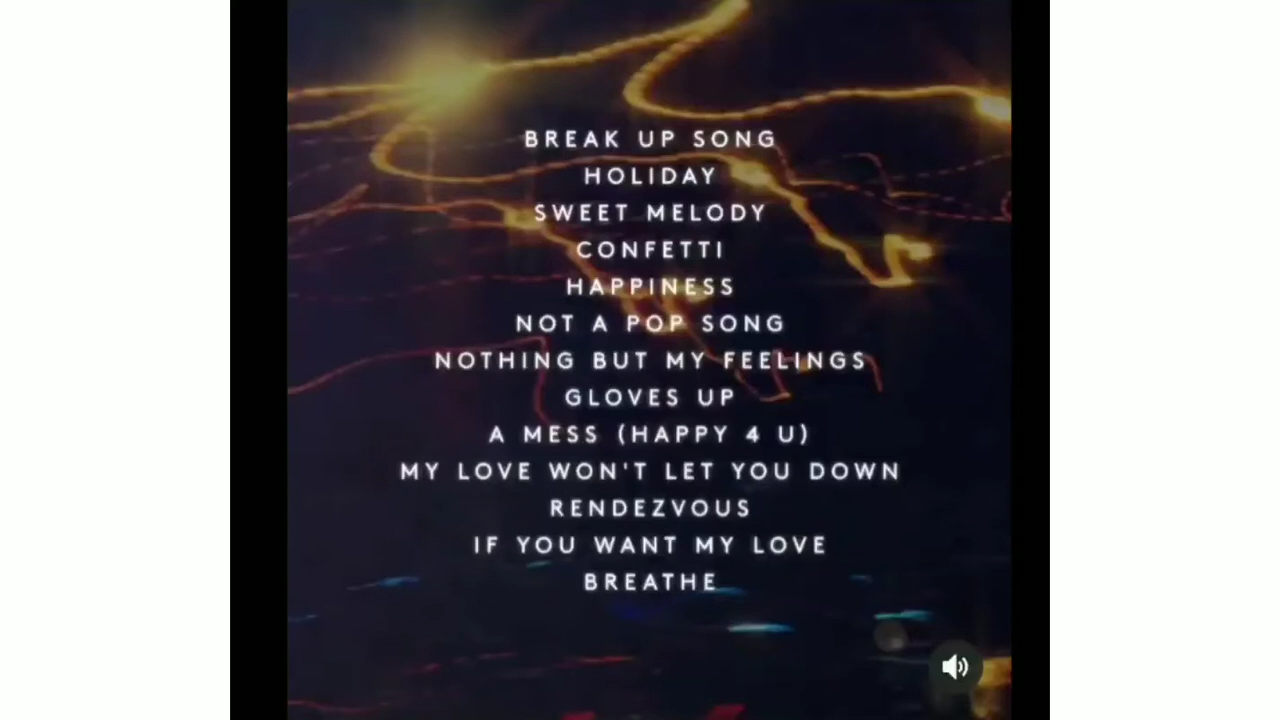 BREAK UP SONG
HOLIDAY
SWEET MELODY
CONFETTI
HAPPINESS
NOT A POP SONG
NOTHING BUT MY FEELINGS
GLOVES UP
A MESS (HAPPY 4 U)
MY LOVE WON'T LET YOU DOWN
RENDEZVOUS
IF YOU WANT MY LOVE
BREATHE